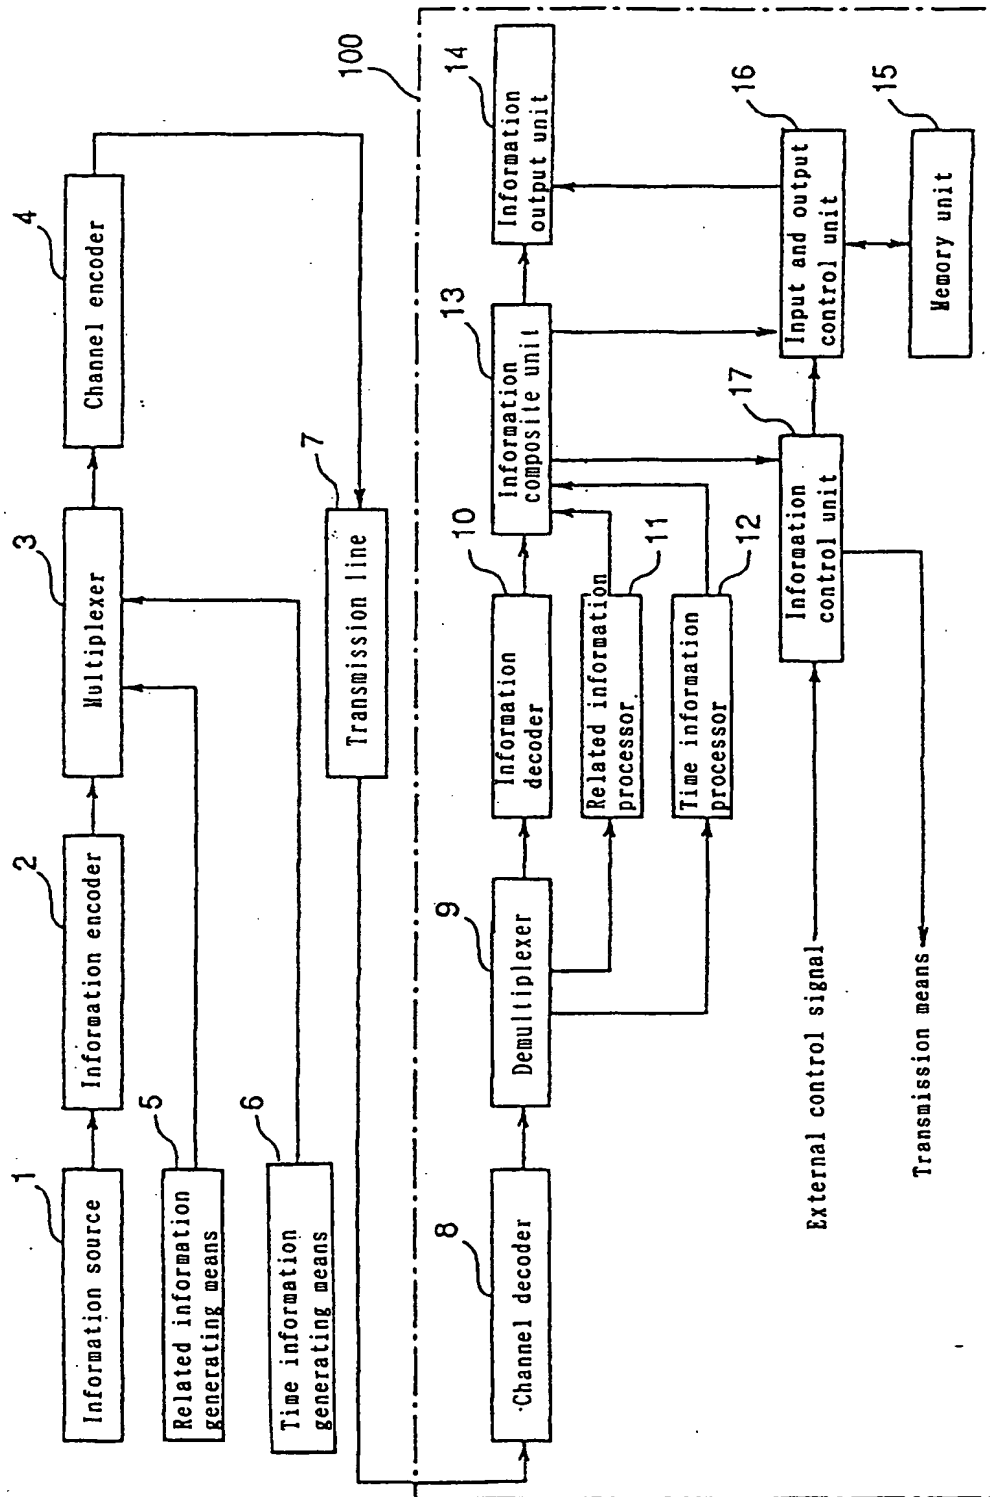 1
Information source
2
Information encoder
3
Multiplexer
4
Channel encoder
5
Related information
generating means
6
Time information
generating means
7
Transmission line
100
8
Channel decoder
9
Demultiplexer
10
Information
decoder
11
Related information
processor
12
Time information
processor
13
Information
composite unit
14
Information
output unit
17
Information
control unit
16
Input and output
control unit
15
Memory unit
External control signal
Transmission means